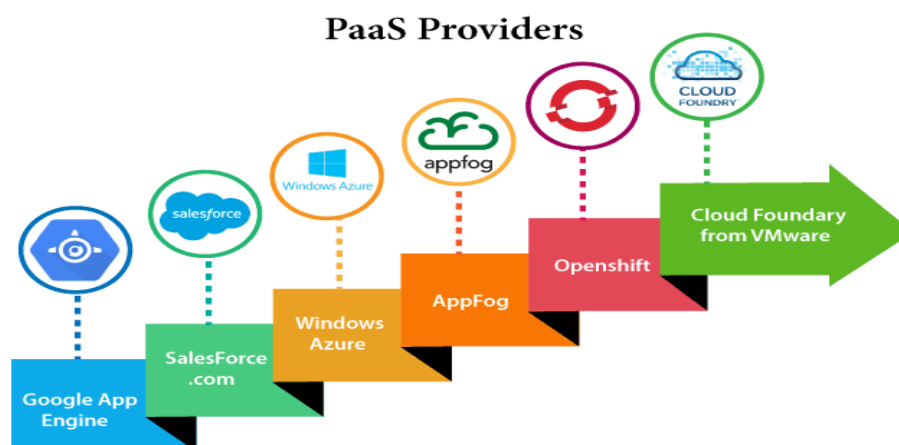 PaaS Providers
CLOUD
FOUNDRY
appfog
Windows Azure
salesforce
Cloud Foundary
from VMware
Openshift
AppFog
Windows
Azure
SalesForce
.com
Google App
Engine